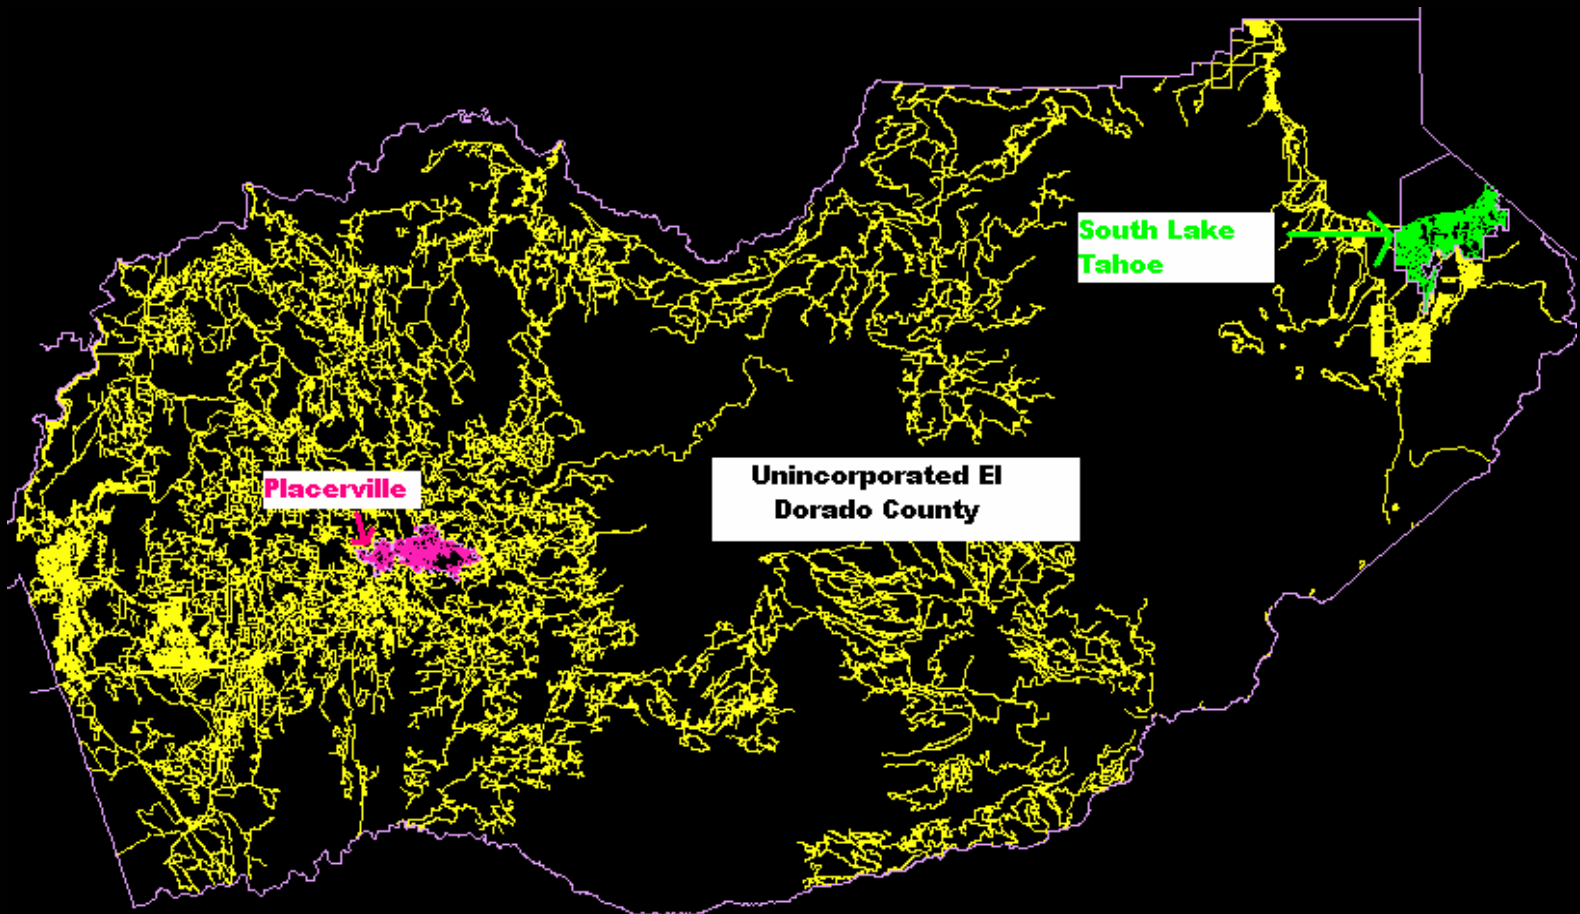 South Lake
Tahoe
Placerville
Unincorporated El
Dorado County